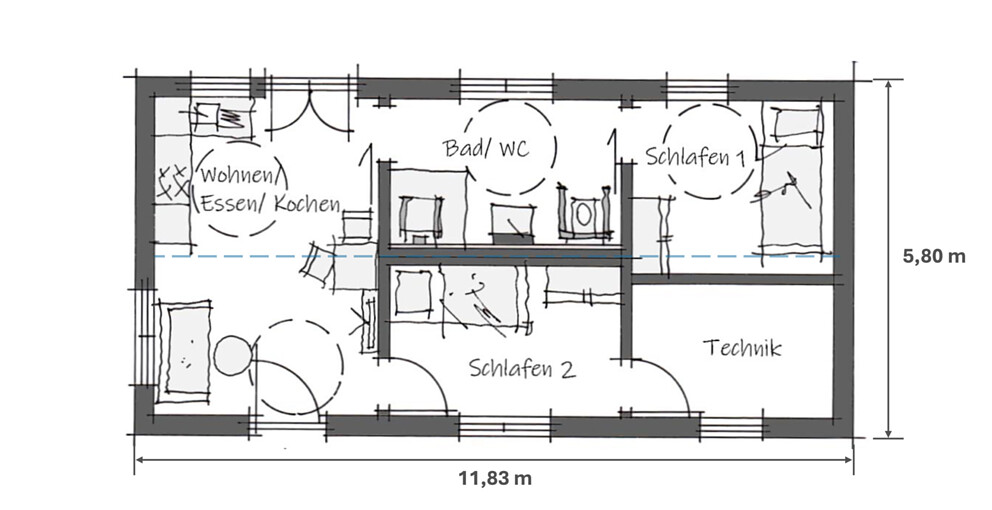 Bad/ WC
Schlafen 1
Wohnen/
Essen/ Kochen
5,80 m
Technik
Schlafen 2
11,83 m